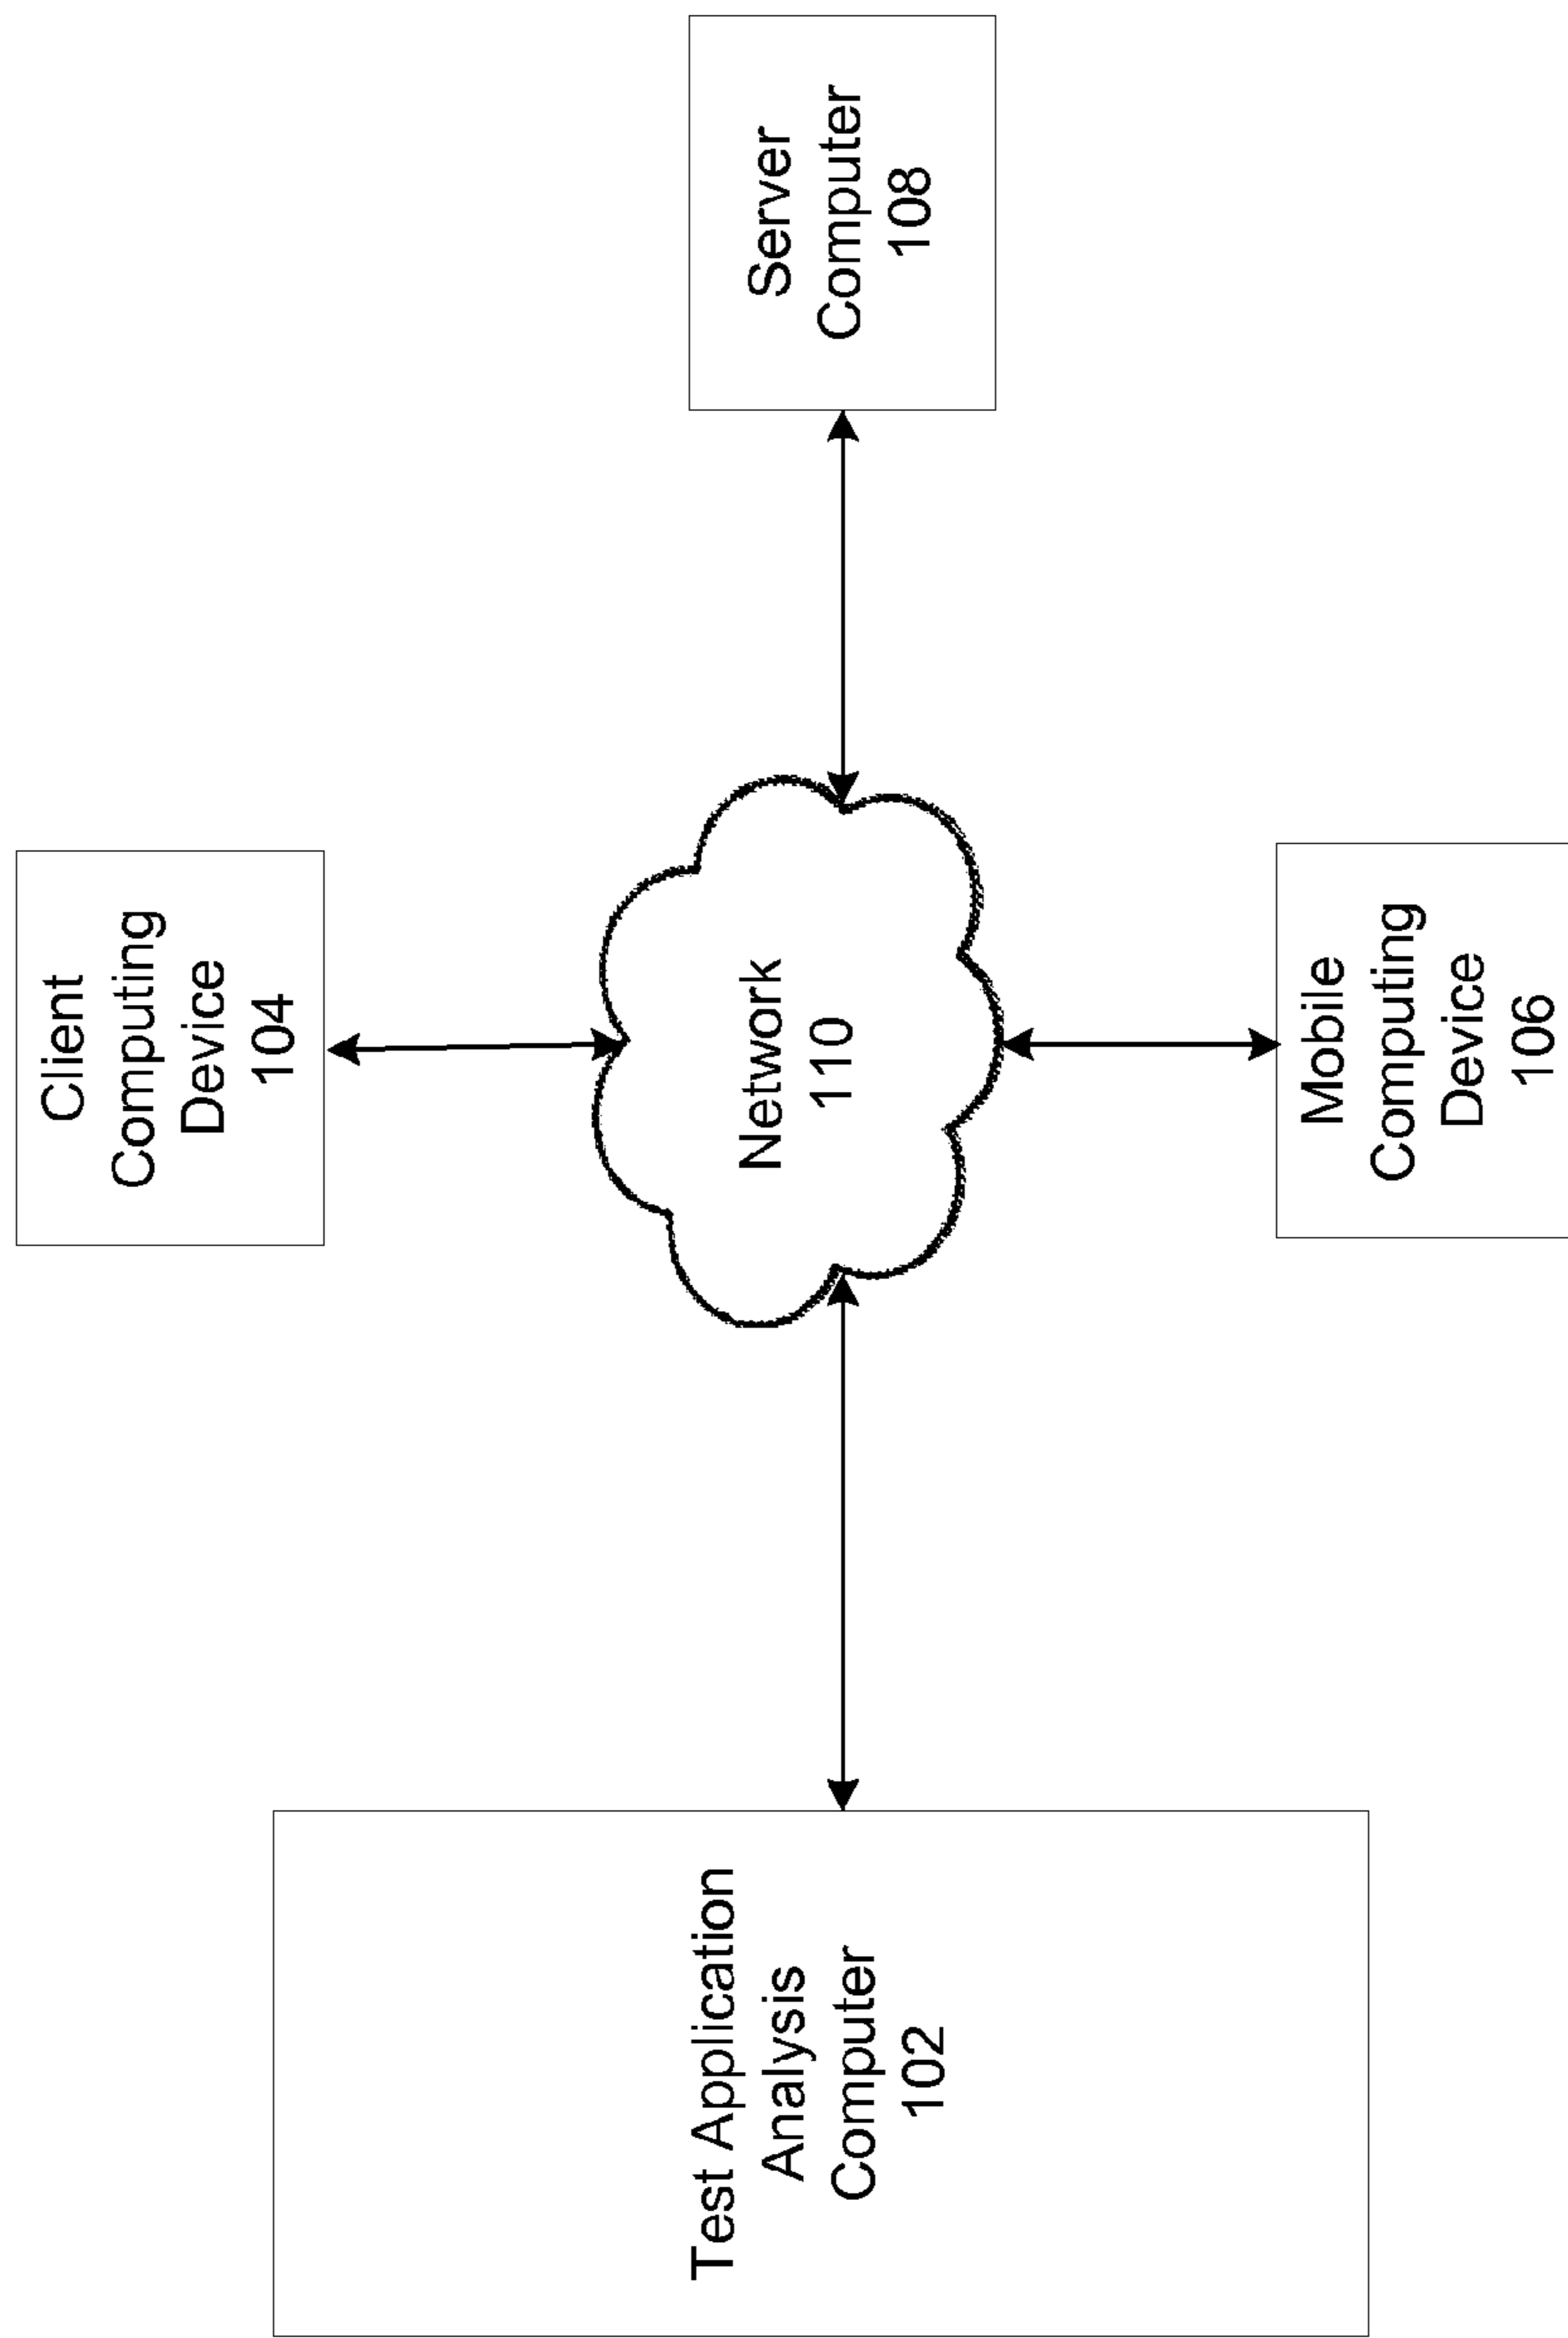 Client
Computing
Device
104
Test Application
Analysis
Computer
102
Network
110
Server
Computer
108
Mobile
Computing
Device
106